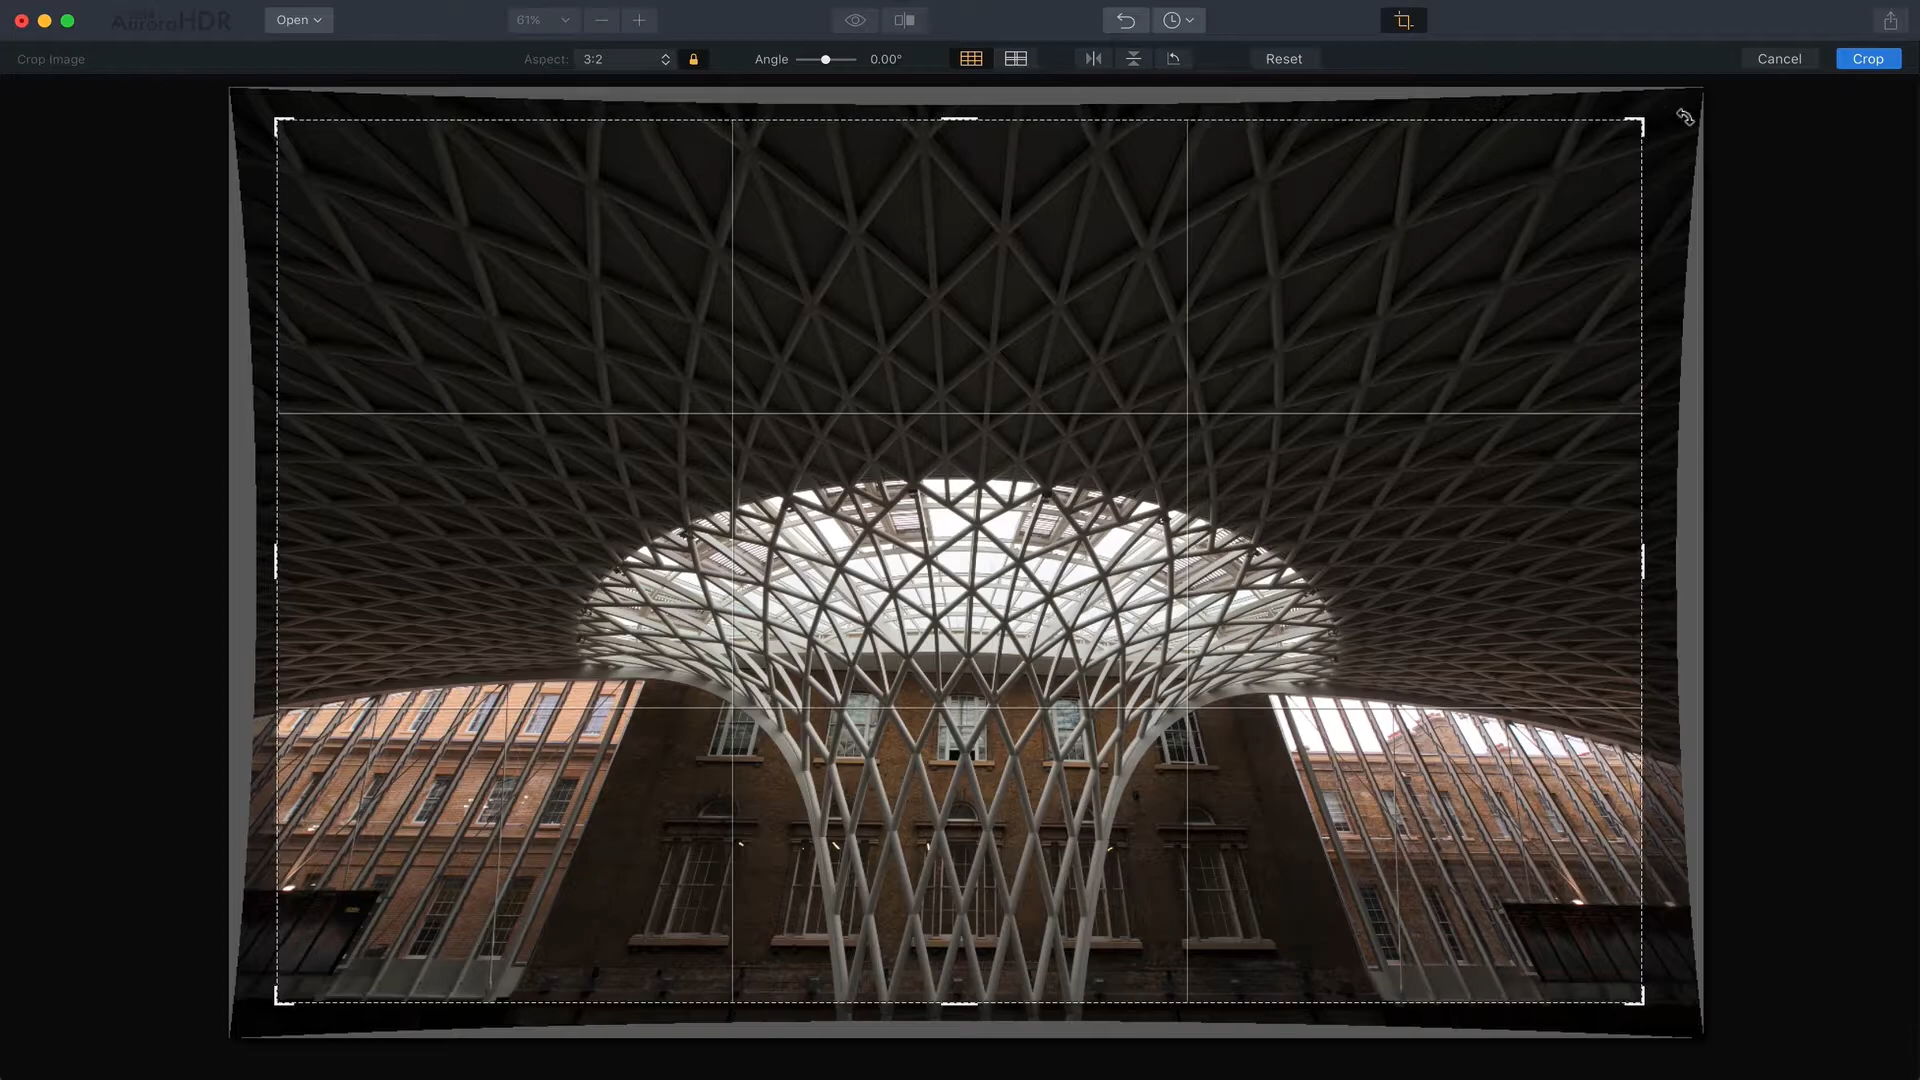 AuroraHDR
Open
61%
Crop Image
Aspect: 3:2
Angle
0.00°
Reset
Cancel
Crop